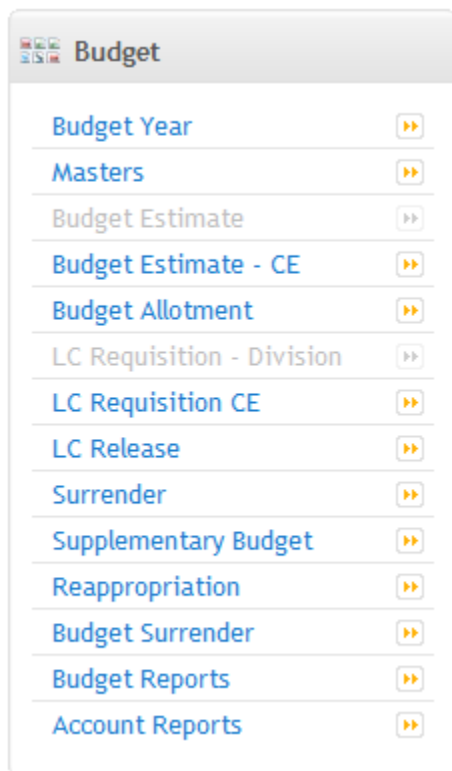 Budget
Budget Year
Masters
Budget Estimate
Budget Estimate - CE
Budget Allotment
LC Requisition - Division
LC Requisition CE
LC Release
Surrender
Supplementary Budget
Reappropriation
Budget Surrender
Budget Reports
Account Reports